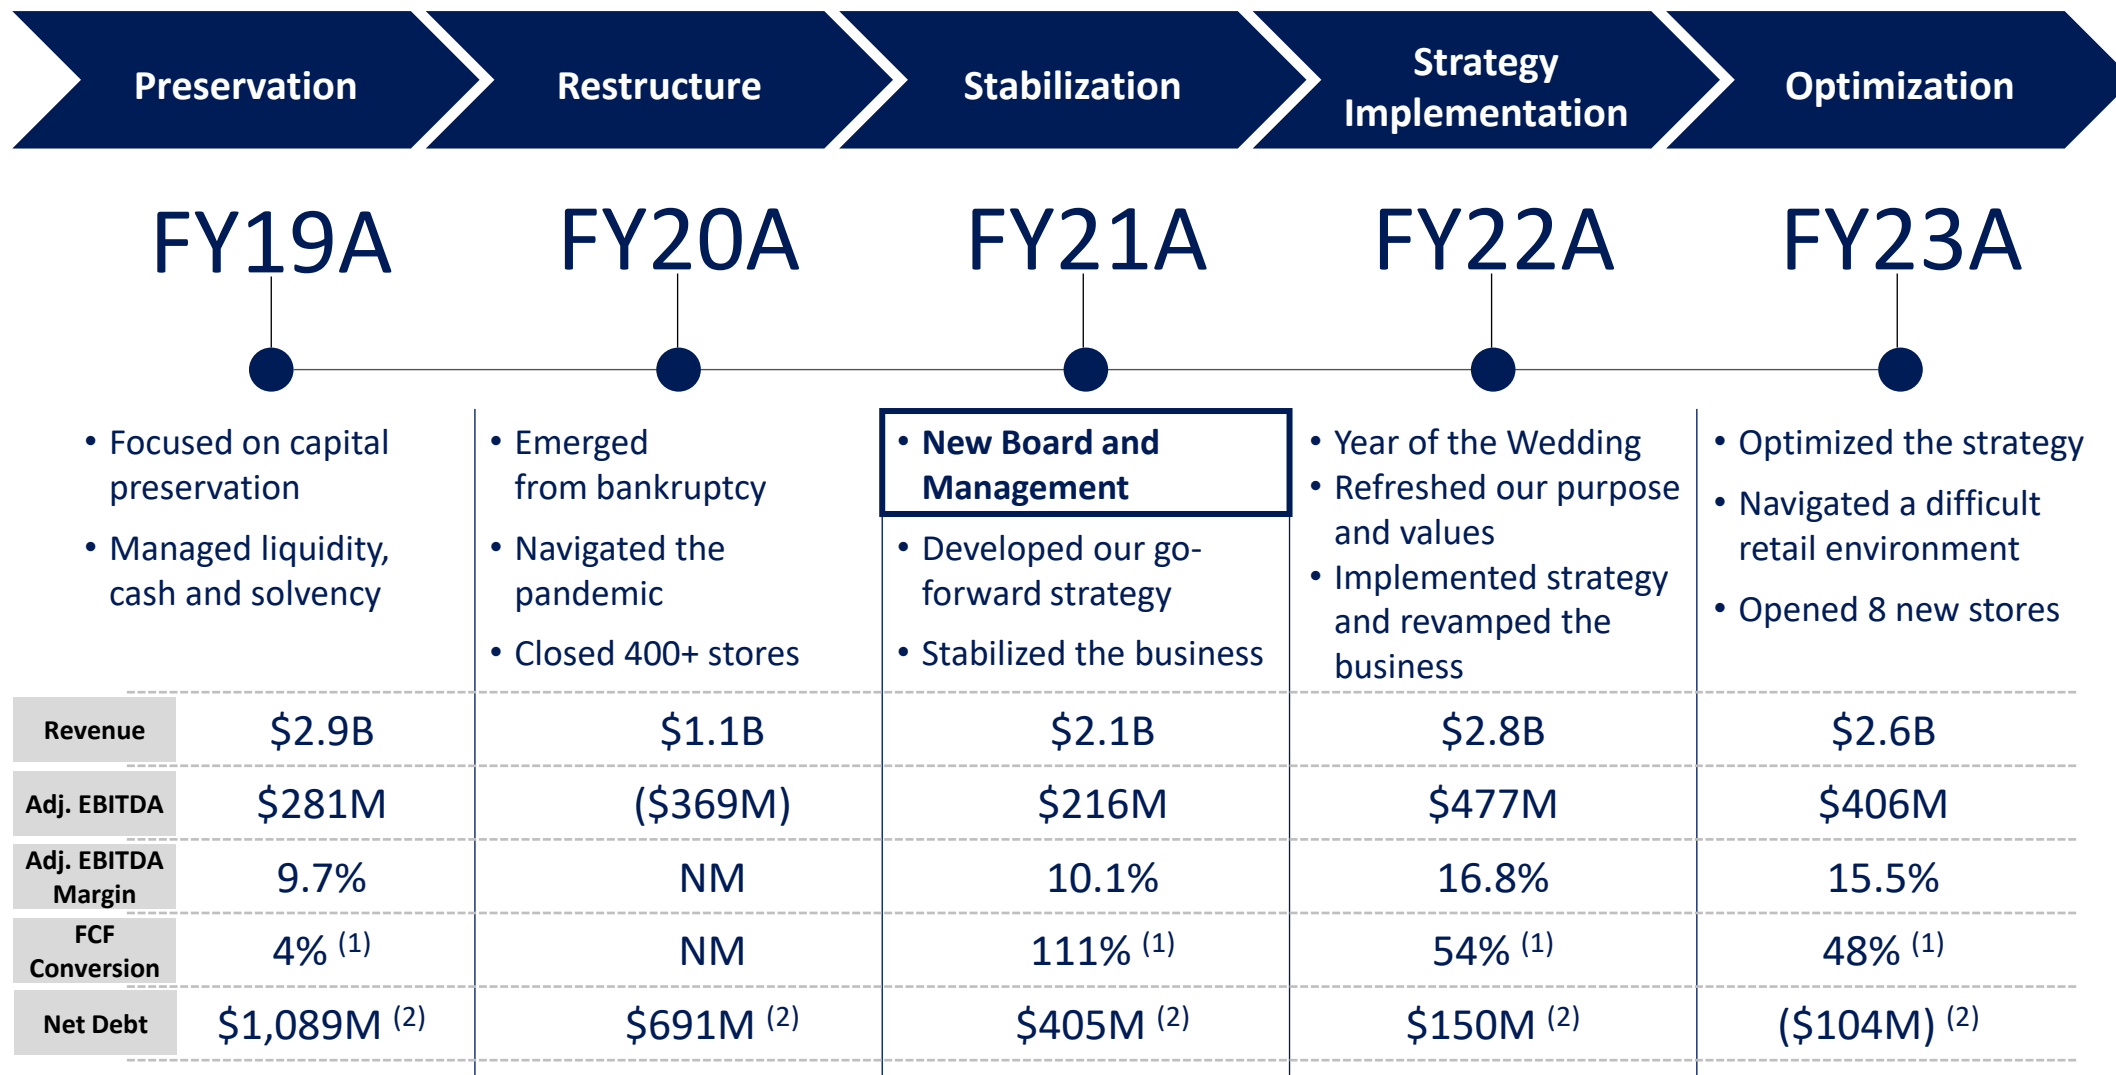 Preservation
Restructure
Stabilization
Strategy
Implementation
Optimization
FY19A
FY20A
FY21A
FY22A
FY23A
• Focused on capital
preservation
• Managed liquidity,
cash and solvency
• Emerged
from bankruptcy
• Navigated the
pandemic
• Closed 400+ stores
• New Board and
Management
• Developed our go-
forward strategy
• Stabilized the business
• Year of the Wedding
• Refreshed our purpose
and values
• Implemented strategy
and revamped the
business
• Optimized the strategy
• Navigated a difficult
retail environment
• Opened 8 new stores
Revenue $2.9B $1.1B $2.1B $2.8B $2.6B
Adj. EBITDA $281M ($369M) $216M $477M $406M
Adj. EBITDA
Margin 9.7% NM 10.1% 16.8% 15.5%
FCF
Conversion 4% (1) NM 111% (1) 54% (1) 48% (1)
Net Debt $1,089M (2) $691M (2) $405M (2) $150M (2) ($104M) (2)